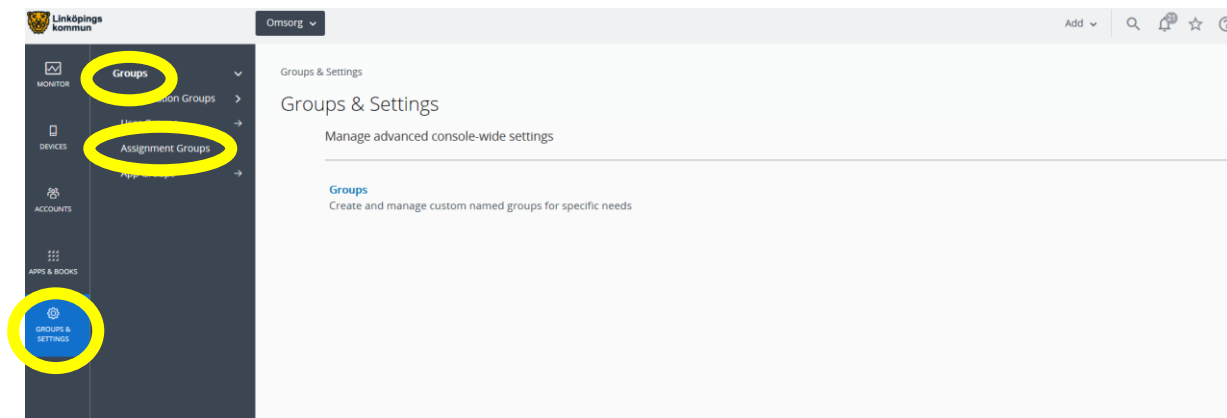 Linköpings
kommun
Omsorg
Add
MONITOR
DEVICES
ACCOUNTS
APPS & BOOKS
GROUPS &
SETTINGS
Groups
Groups
Assignment Groups
Groups & Settings
Groups & Settings
Manage advanced console-wide settings
Groups
Create and manage custom named groups for specific needs